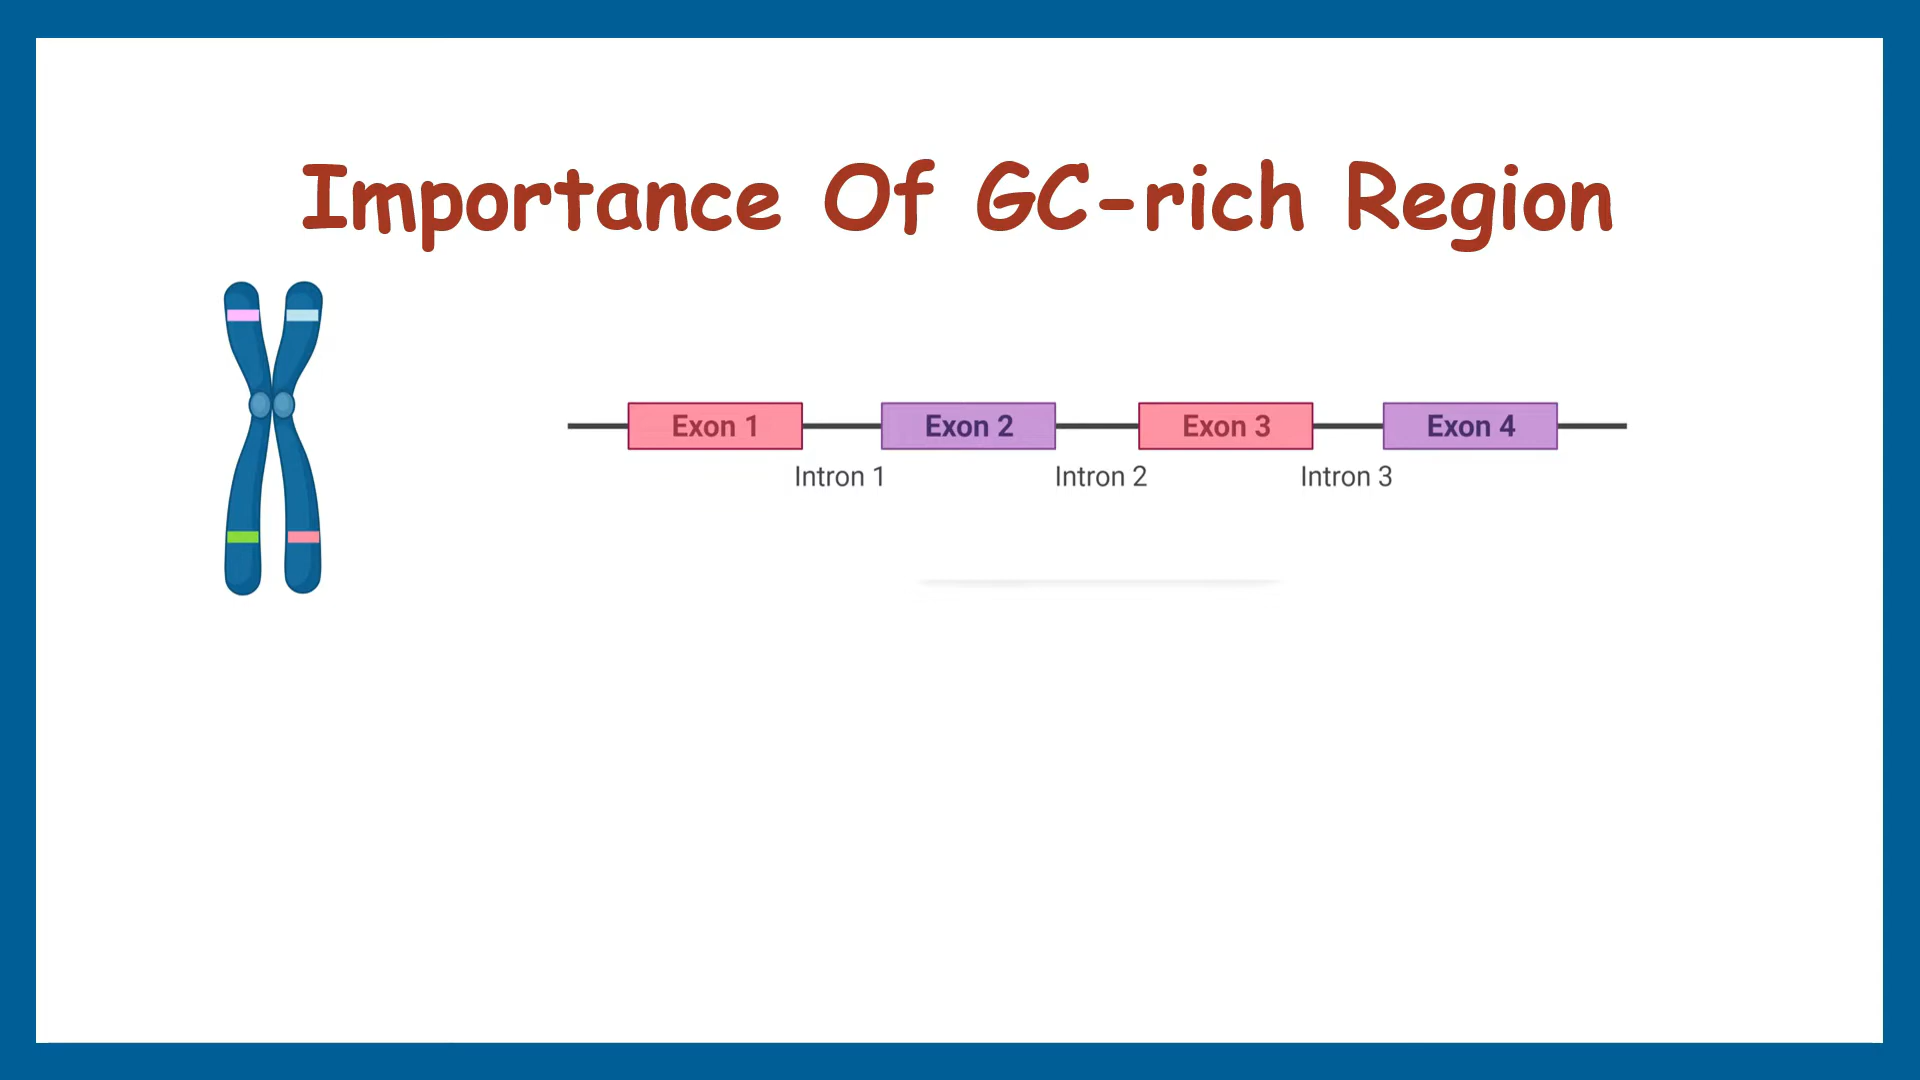 Importance Of GC-rich Region
Exon 1 Exon 2 Exon 3 Exon 4
Intron 1 Intron 2 Intron 3